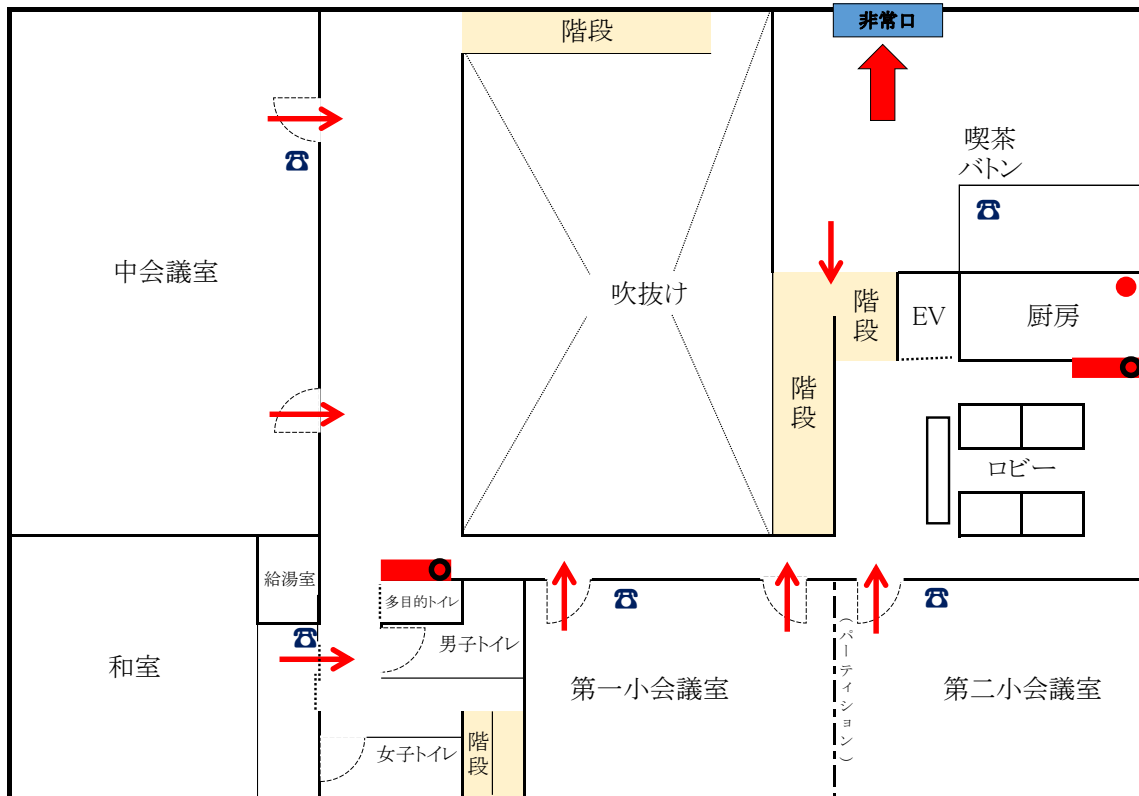 階段
非常口
喫茶
バトン
中会議室
吹抜け
階段
EV
厨房
階段
ロビー
給湯室
多目的トイレ
男子トイレ
和室
第一小会議室
（パーティション）
第二小会議室
女子トイレ
階段